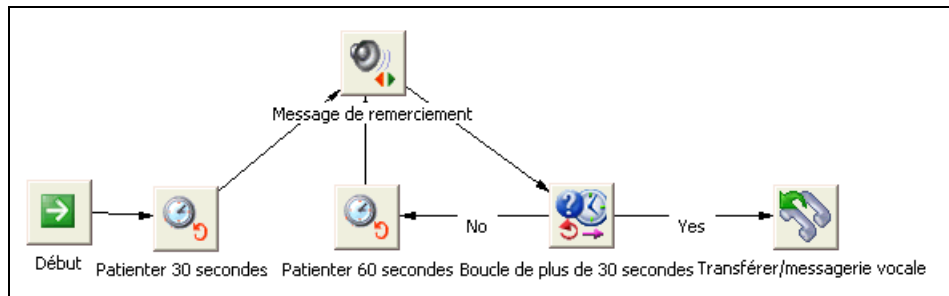 Message de remerciement
No
Yes
Début
Patienter 30 secondes
Patienter 60 secondes
Boucle de plus de 30 secondes
Transférer/messagerie vocale